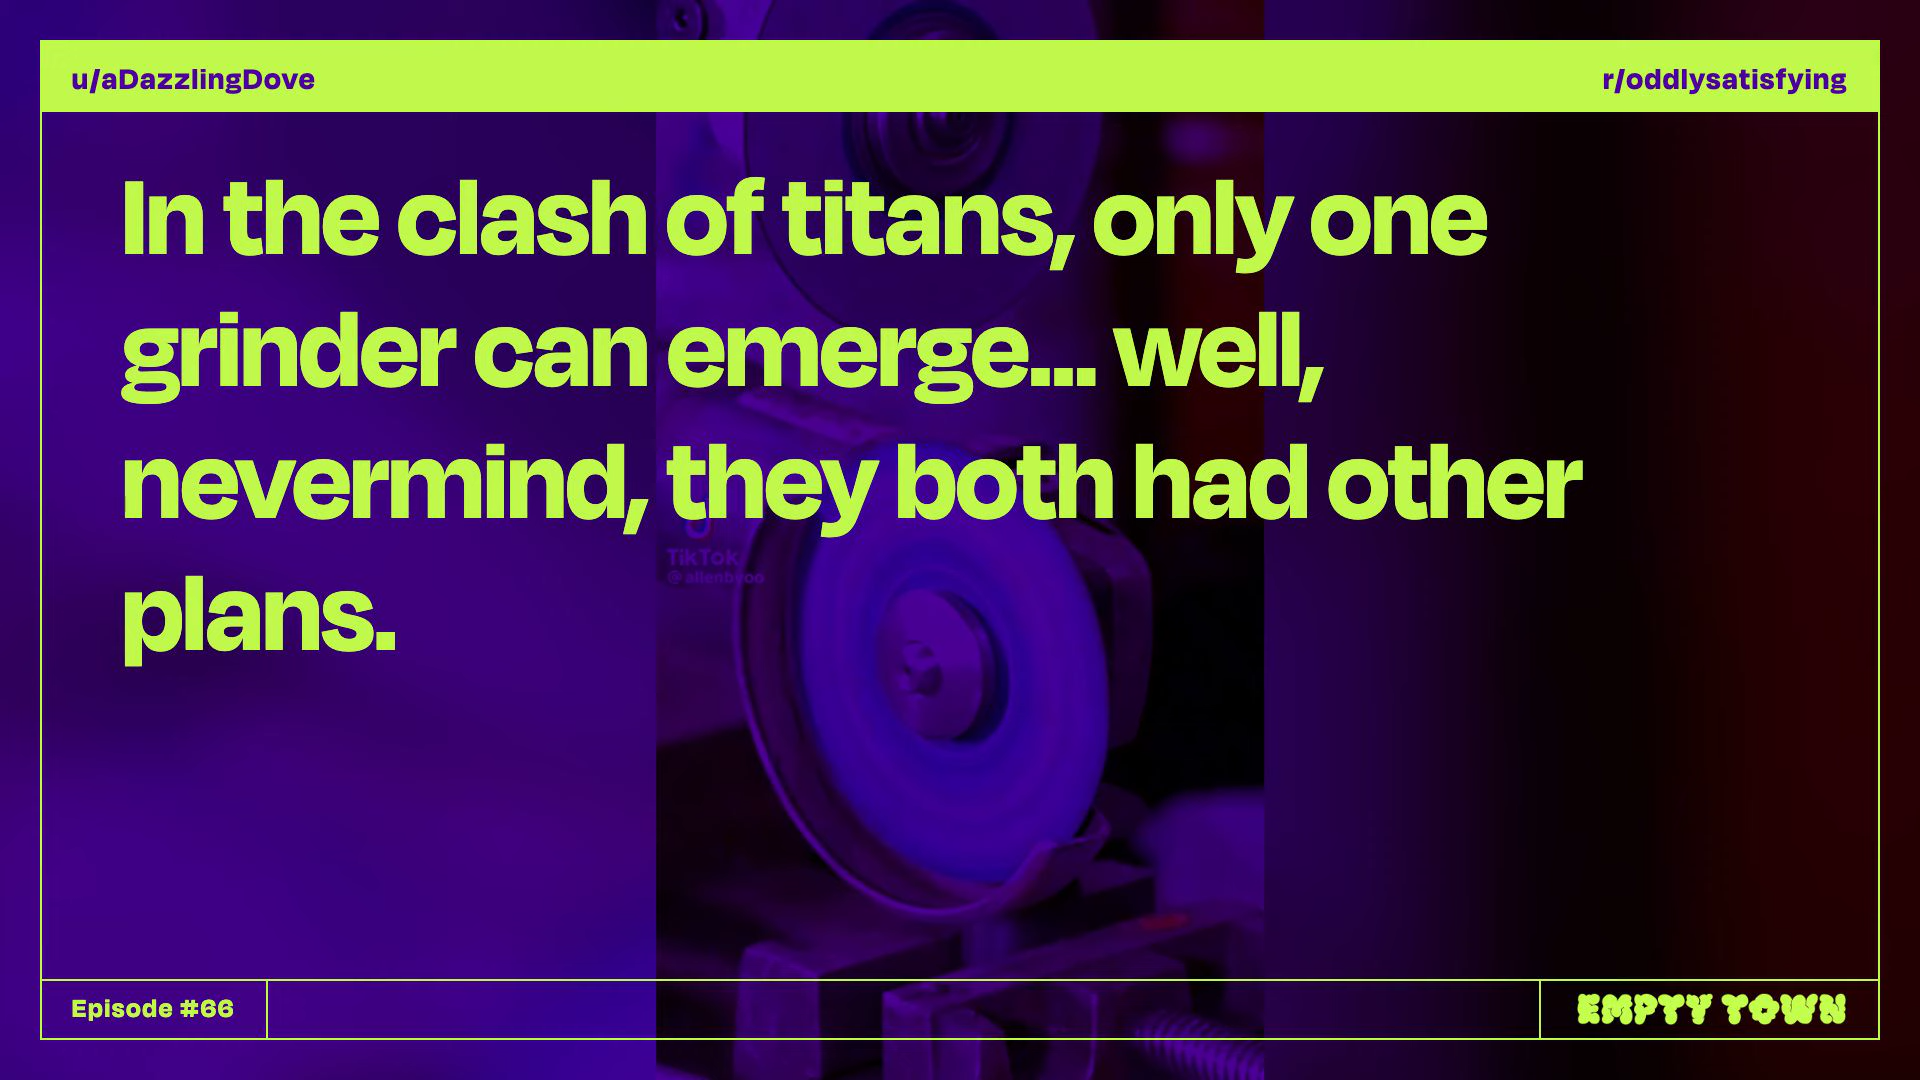 u/aDazzlingDove
r/oddlysatisfying
In the clash of titans, only one
grinder can emerge... well,
nevermind, they both had other
plans.
TikTok
@allenbyoo
Episode #66
EMPTY TOWN